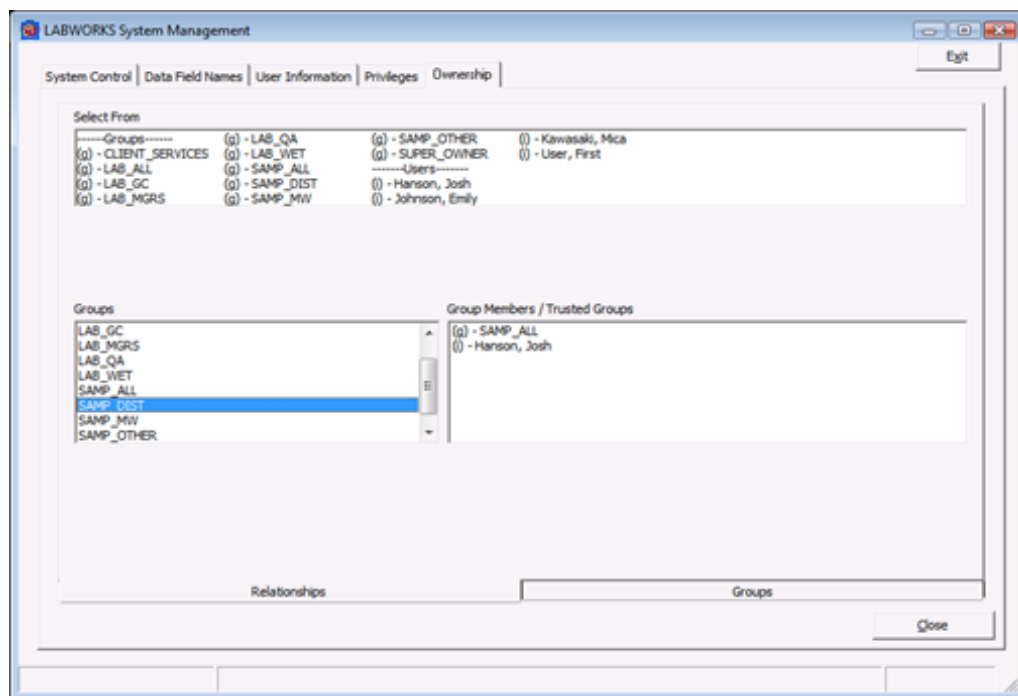 LABWORKS System Management
Exit
System Control Data Field Names User Information Privileges Ownership
Select From
------Groups------ (g) - LAB_QA (g) - SAMP_OTHER (i) - Kawasaki, Mica
(g) - CLIENT_SERVICES (g) - LAB_WET (g) - SUPER_OWNER (i) - User, First
(g) - LAB_ALL (g) - SAMP_ALL -------Users-------
(g) - LAB_GC (g) - SAMP_DIST (i) - Hanson, Josh
(g) - LAB_MGRS (g) - SAMP_MW (i) - Johnson, Emily
Groups Group Members / Trusted Groups
LAB_GC (g) - SAMP_ALL
LAB_MGRS (i) - Hanson, Josh
LAB_QA
LAB_WET
SAMP_ALL
SAMP_DIST
SAMP_MW
SAMP_OTHER
Relationships Groups
Close